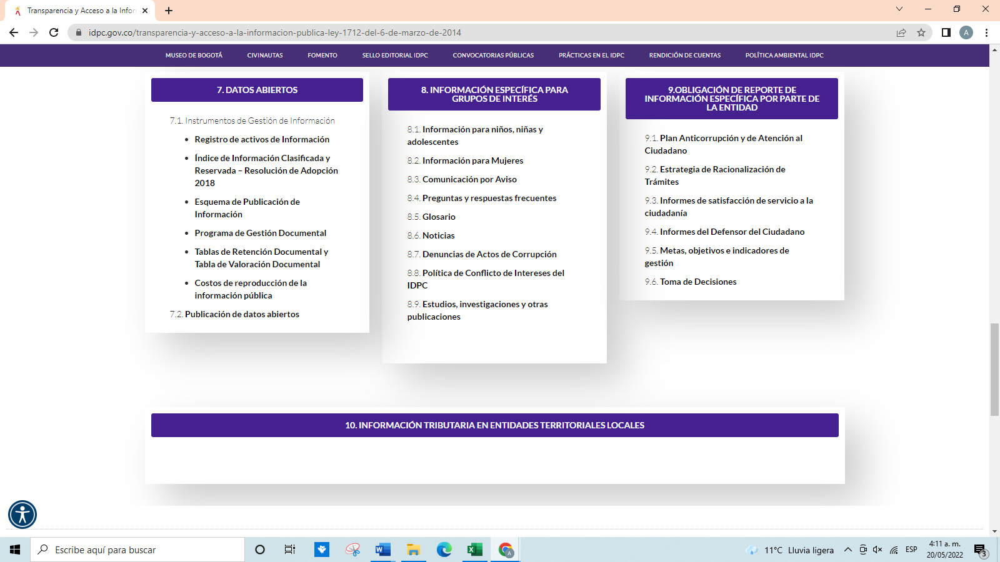 Transparencia y Acceso a la Infor
idpc.gov.co/transparencia-y-acceso-a-la-informacion-publica-ley-1712-del-6-de-marzo-de-2014
A
MUSEO DE BOGOTÁ
CIVINAUTAS
FOMENTO
SELLO EDITORIAL IDPC
CONVOCATORIAS PÚBLICAS
PRÁCTICAS EN EL IDPC
RENDICIÓN DE CUENTAS
POLÍTICA AMBIENTAL IDPC
7. DATOS ABIERTOS
7.1. Instrumentos de Gestión de Información
• Registro de activos de Información
• Índice de Información Clasificada y
Reservada – Resolución de Adopción
2018
• Esquema de Publicación de
Información
• Programa de Gestión Documental
• Tablas de Retención Documental y
Tabla de Valoración Documental
• Costos de reproducción de la
información pública
7.2. Publicación de datos abiertos
8. INFORMACIÓN ESPECÍFICA PARA
GRUPOS DE INTERÉS
8.1. Información para niños, niñas y
adolescentes
8.2. Información para Mujeres
8.3. Comunicación por Aviso
8.4. Preguntas y respuestas frecuentes
8.5. Glosario
8.6. Noticias
8.7. Denuncias de Actos de Corrupción
8.8. Política de Conflicto de Intereses del
IDPC
8.9. Estudios, investigaciones y otras
publicaciones
9.OBLIGACIÓN DE REPORTE DE
INFORMACIÓN ESPECÍFICA POR PARTE DE
LA ENTIDAD
9.1. Plan Anticorrupción y de Atención al
Ciudadano
9.2. Estrategia de Racionalización de
Trámites
9.3. Informes de satisfacción de servicio a la
ciudadanía
9.4. Informes del Defensor del Ciudadano
9.5. Metas, objetivos e indicadores de
gestión
9.6. Toma de Decisiones
10. INFORMACIÓN TRIBUTARIA EN ENTIDADES TERRITORIALES LOCALES
Escribe aquí para buscar
W
X
A
11°C Lluvia ligera
ESP
4:11 a. m.
20/05/2022
3